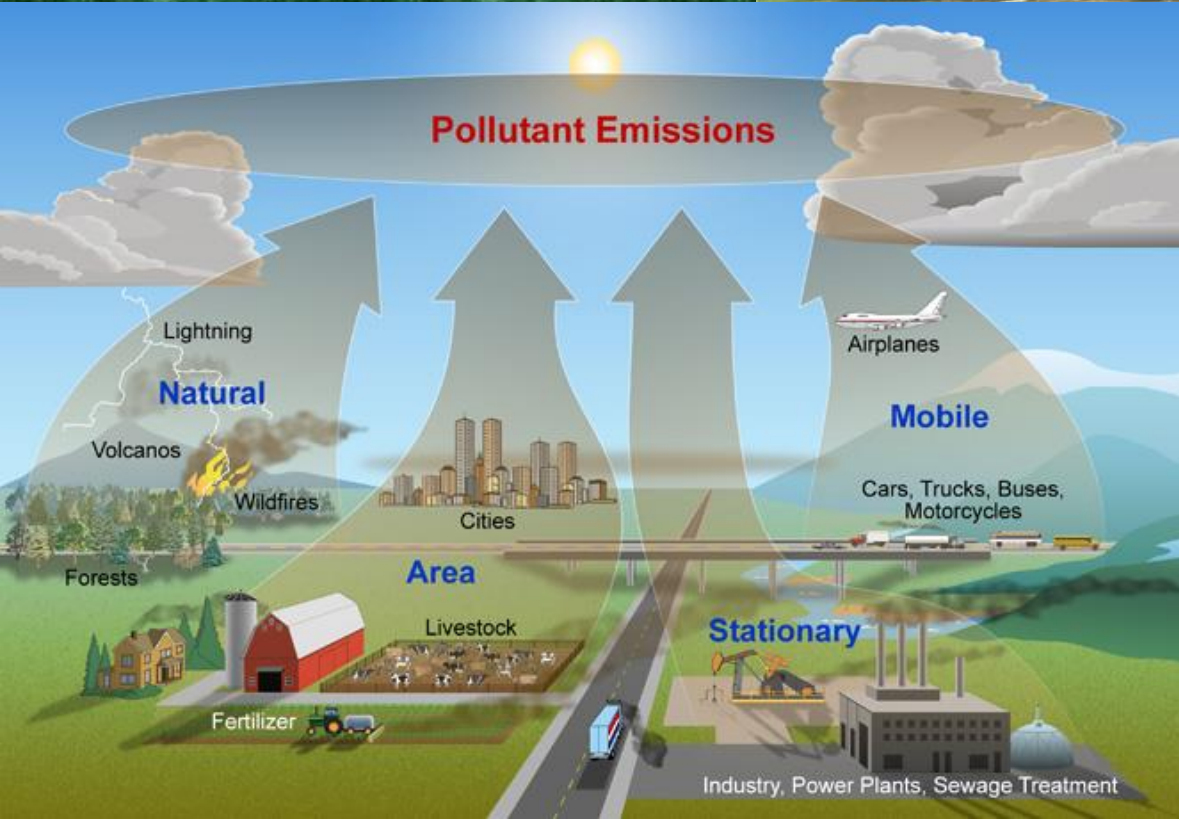 Pollutant Emissions
Lightning
Natural
Volcanos
Wildfires
Forests
Cities
Area
Livestock
Fertilizer
Airplanes
Mobile
Cars, Trucks, Buses,
Motorcycles
Stationary
Industry, Power Plants, Sewage Treatment